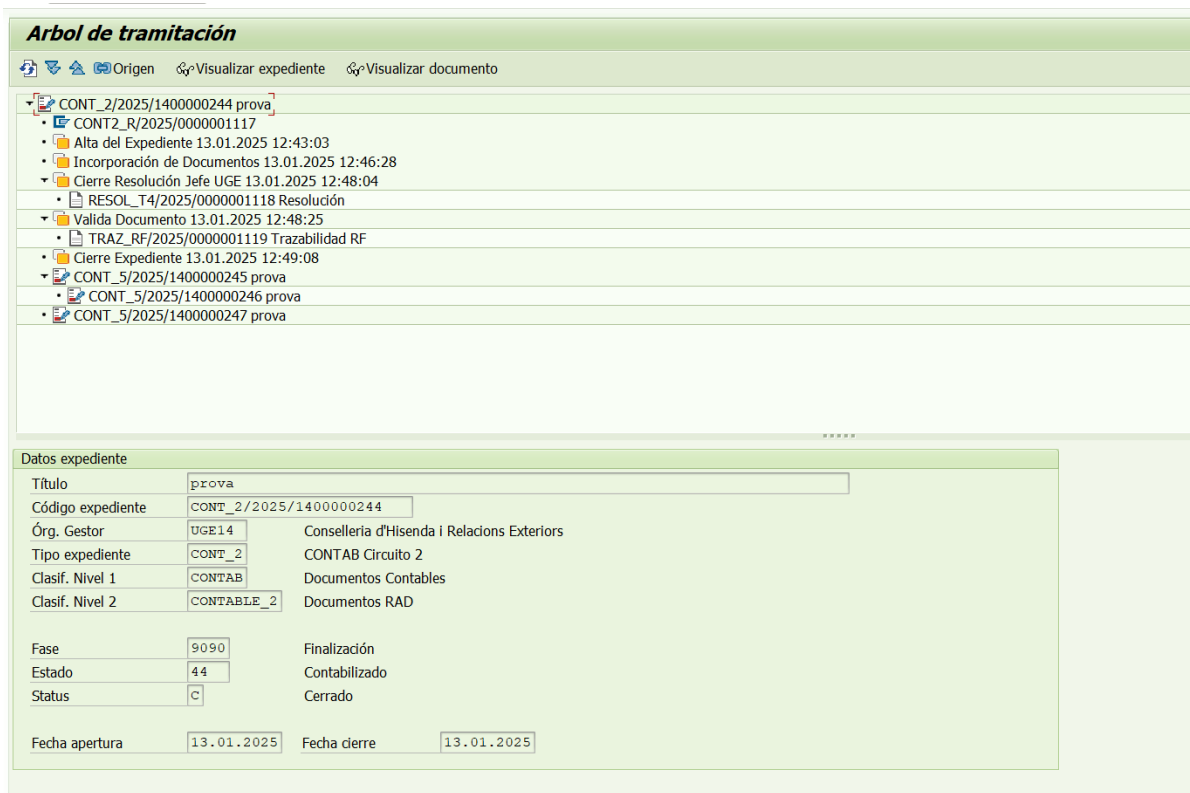 Arbol de tramitación
Origen Visualizar expediente Visualizar documento
CONT_2/2025/1400000244 prova
CONT2_R/2025/0000001117
Alta del Expediente 13.01.2025 12:43:03
Incorporación de Documentos 13.01.2025 12:46:28
Cierre Resolución Jefe UGE 13.01.2025 12:48:04
RESOL_T4/2025/0000001118 Resolución
Valida Documento 13.01.2025 12:48:25
TRAZ_RF/2025/0000001119 Trazabilidad RF
Cierre Expediente 13.01.2025 12:49:08
CONT_5/2025/1400000245 prova
CONT_5/2025/1400000246 prova
CONT_5/2025/1400000247 prova
Datos expediente
Título prova
Código expediente CONT_2/2025/1400000244
Órg. Gestor UGE14 Conselleria d'Hisenda i Relacions Exteriors
Tipo expediente CONT_2 CONTAB Circuito 2
Clasif. Nivel 1 CONTAB Documentos Contables
Clasif. Nivel 2 CONTABLE_2 Documentos RAD
Fase 9090 Finalización
Estado 44 Contabilizado
Status C Cerrado
Fecha apertura 13.01.2025 Fecha cierre 13.01.2025